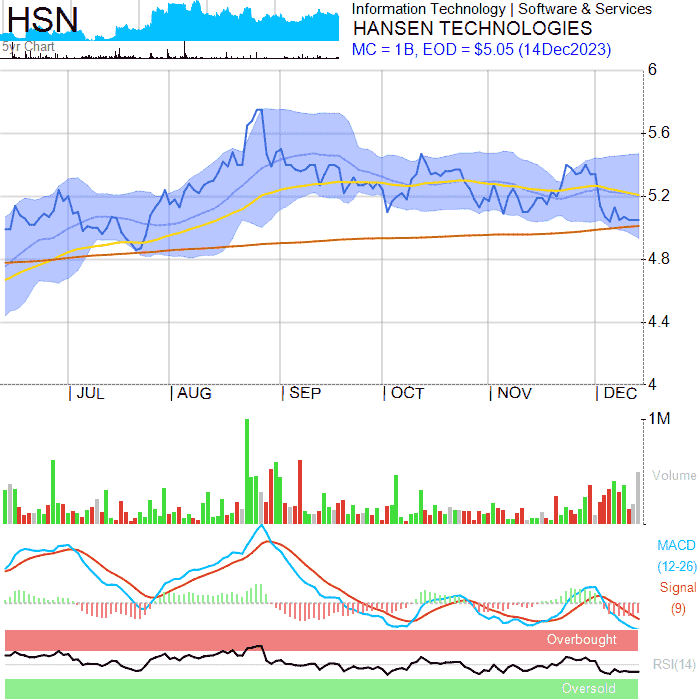 HSN
5yr Chart
Information Technology | Software & Services
HANSEN TECHNOLOGIES
MC = 1B, EOD = $5.05 (14Dec2023)
6
5.6
5.2
4.8
4.4
4
| JUL | AUG | SEP | OCT | NOV | DEC
1M
Volume
MACD
(12-26)
Signal
(9)
Overbought
RSI(14)
Oversold